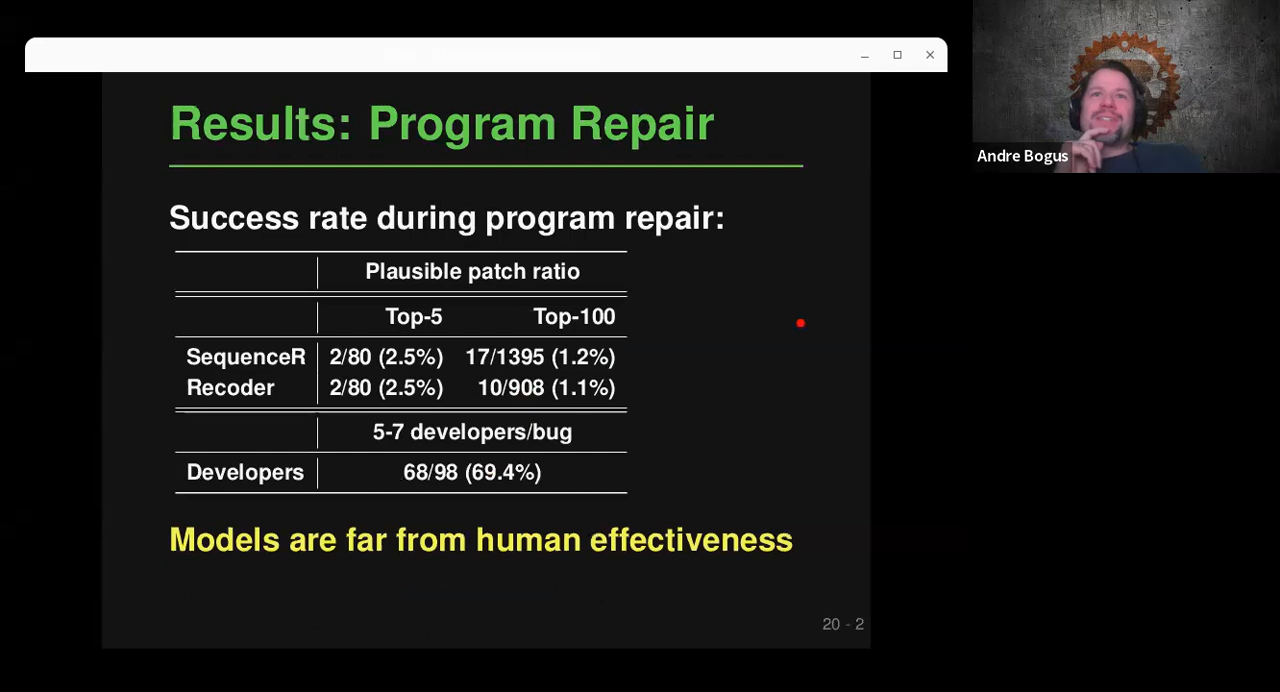 Results: Program Repair
Success rate during program repair:
Plausible patch ratio
Top-5 Top-100
SequenceR 2/80 (2.5%) 17/1395 (1.2%)
Recoder 2/80 (2.5%) 10/908 (1.1%)
5-7 developers/bug
Developers 68/98 (69.4%)
Models are far from human effectiveness
20 - 2
Andre Bogus